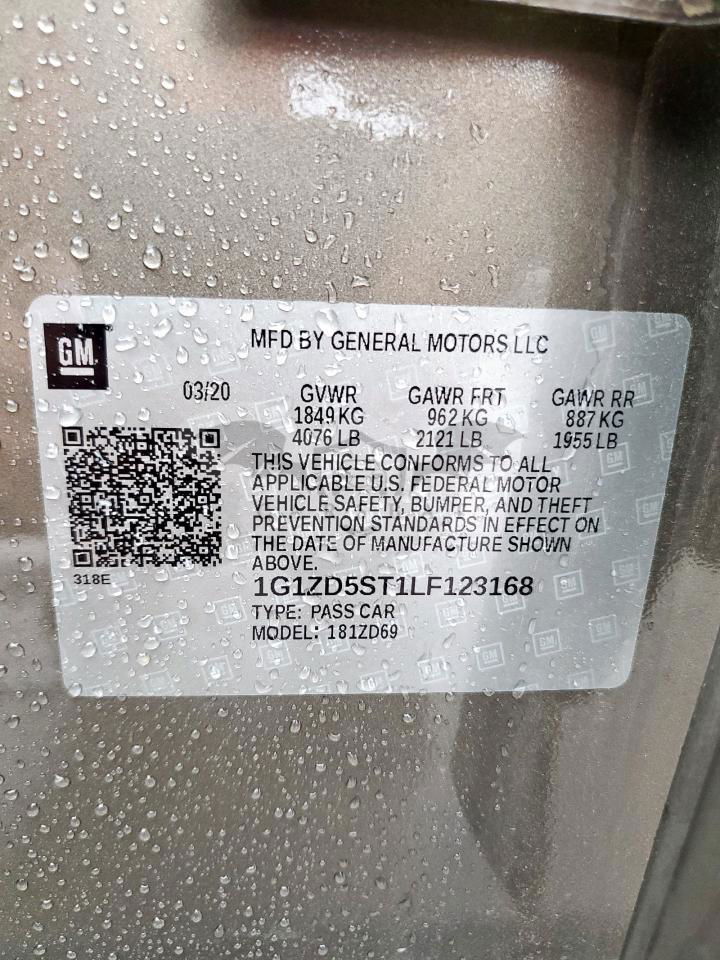 GM
MFD BY GENERAL MOTORS LLC
03/20 GVWR GAWR FRT GAWR RR
1849 KG 962 KG 887 KG
4076 LB 2121 LB 1955 LB
THIS VEHICLE CONFORMS TO ALL
APPLICABLE U.S. FEDERAL MOTOR
VEHICLE SAFETY, BUMPER, AND THEFT
PREVENTION STANDARDS IN EFFECT ON
THE DATE OF MANUFACTURE SHOWN
ABOVE.
318E
1G1ZD5ST1LF123168
TYPE: PASS CAR
MODEL: 181ZD69